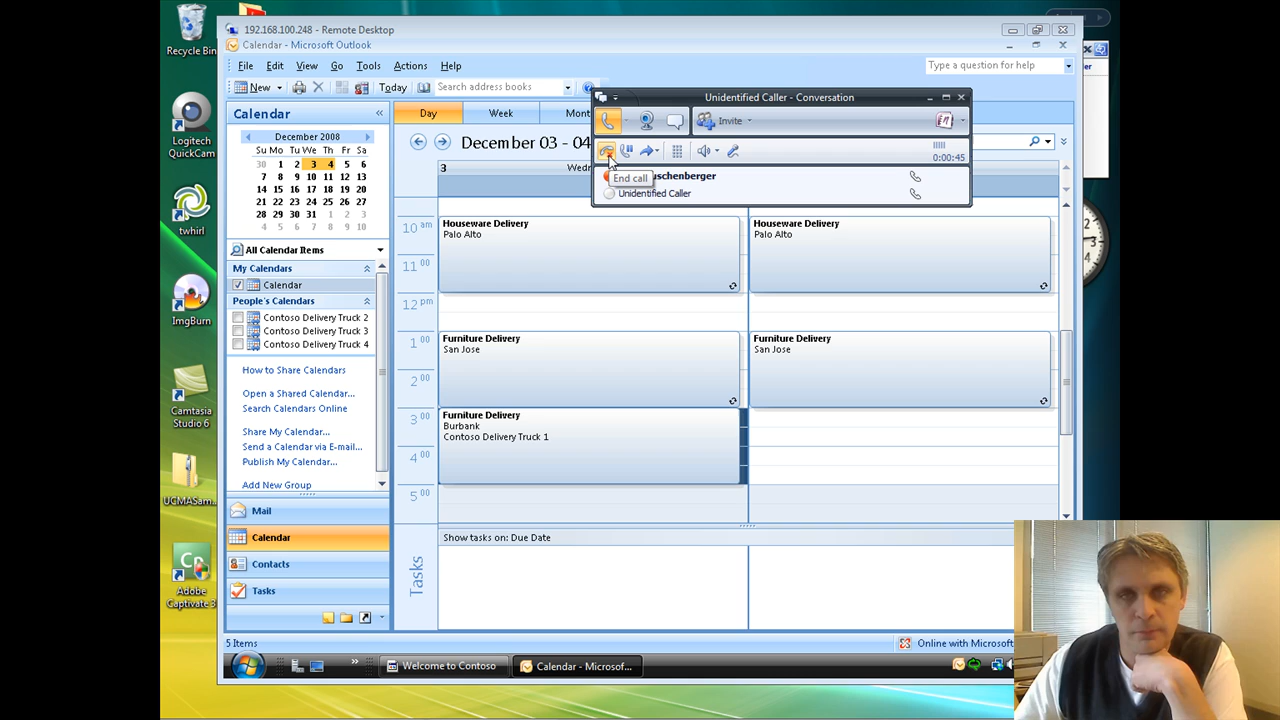 Recycle Bin
Logitech
QuickCam
twhirl
ImgBurn
Camtasia
Studio 6
UCMASam...
Adobe
Captivate 3
192.168.100.248 - Remote Desktop
Calendar - Microsoft Outlook
File Edit View Go Tools Actions Help
Type a question for help
New Today Search address books
Calendar «
December 2008
Su Mo Tu We Th Fr Sa
30 1 2 3 4 5 6
7 8 9 10 11 12 13
14 15 16 17 18 19 20
21 22 23 24 25 26 27
28 29 30 31 1 2 3
4 5 6 7 8 9 10
All Calendar Items
My Calendars
Calendar
People's Calendars
Contoso Delivery Truck 2
Contoso Delivery Truck 3
Contoso Delivery Truck 4
How to Share Calendars
Open a Shared Calendar...
Search Calendars Online
Share My Calendar...
Send a Calendar via E-mail...
Publish My Calendar...
Add New Group
Mail
Calendar
Contacts
Tasks
5 Items
Day Week Mont
December 03 - 04
3 Wedn
Unidentified Caller - Conversation
Invite
0:00:45
End call
uschenberger
Unidentified Caller
10 am
11 00
12 pm
1 00
2 00
3 00
4 00
5 00
Houseware Delivery
Palo Alto
Houseware Delivery
Palo Alto
Furniture Delivery
San Jose
Furniture Delivery
San Jose
Furniture Delivery
Burbank
Contoso Delivery Truck 1
Show tasks on: Due Date
Tasks
Online with Microsoft
Welcome to Contoso
Calendar - Microsof...